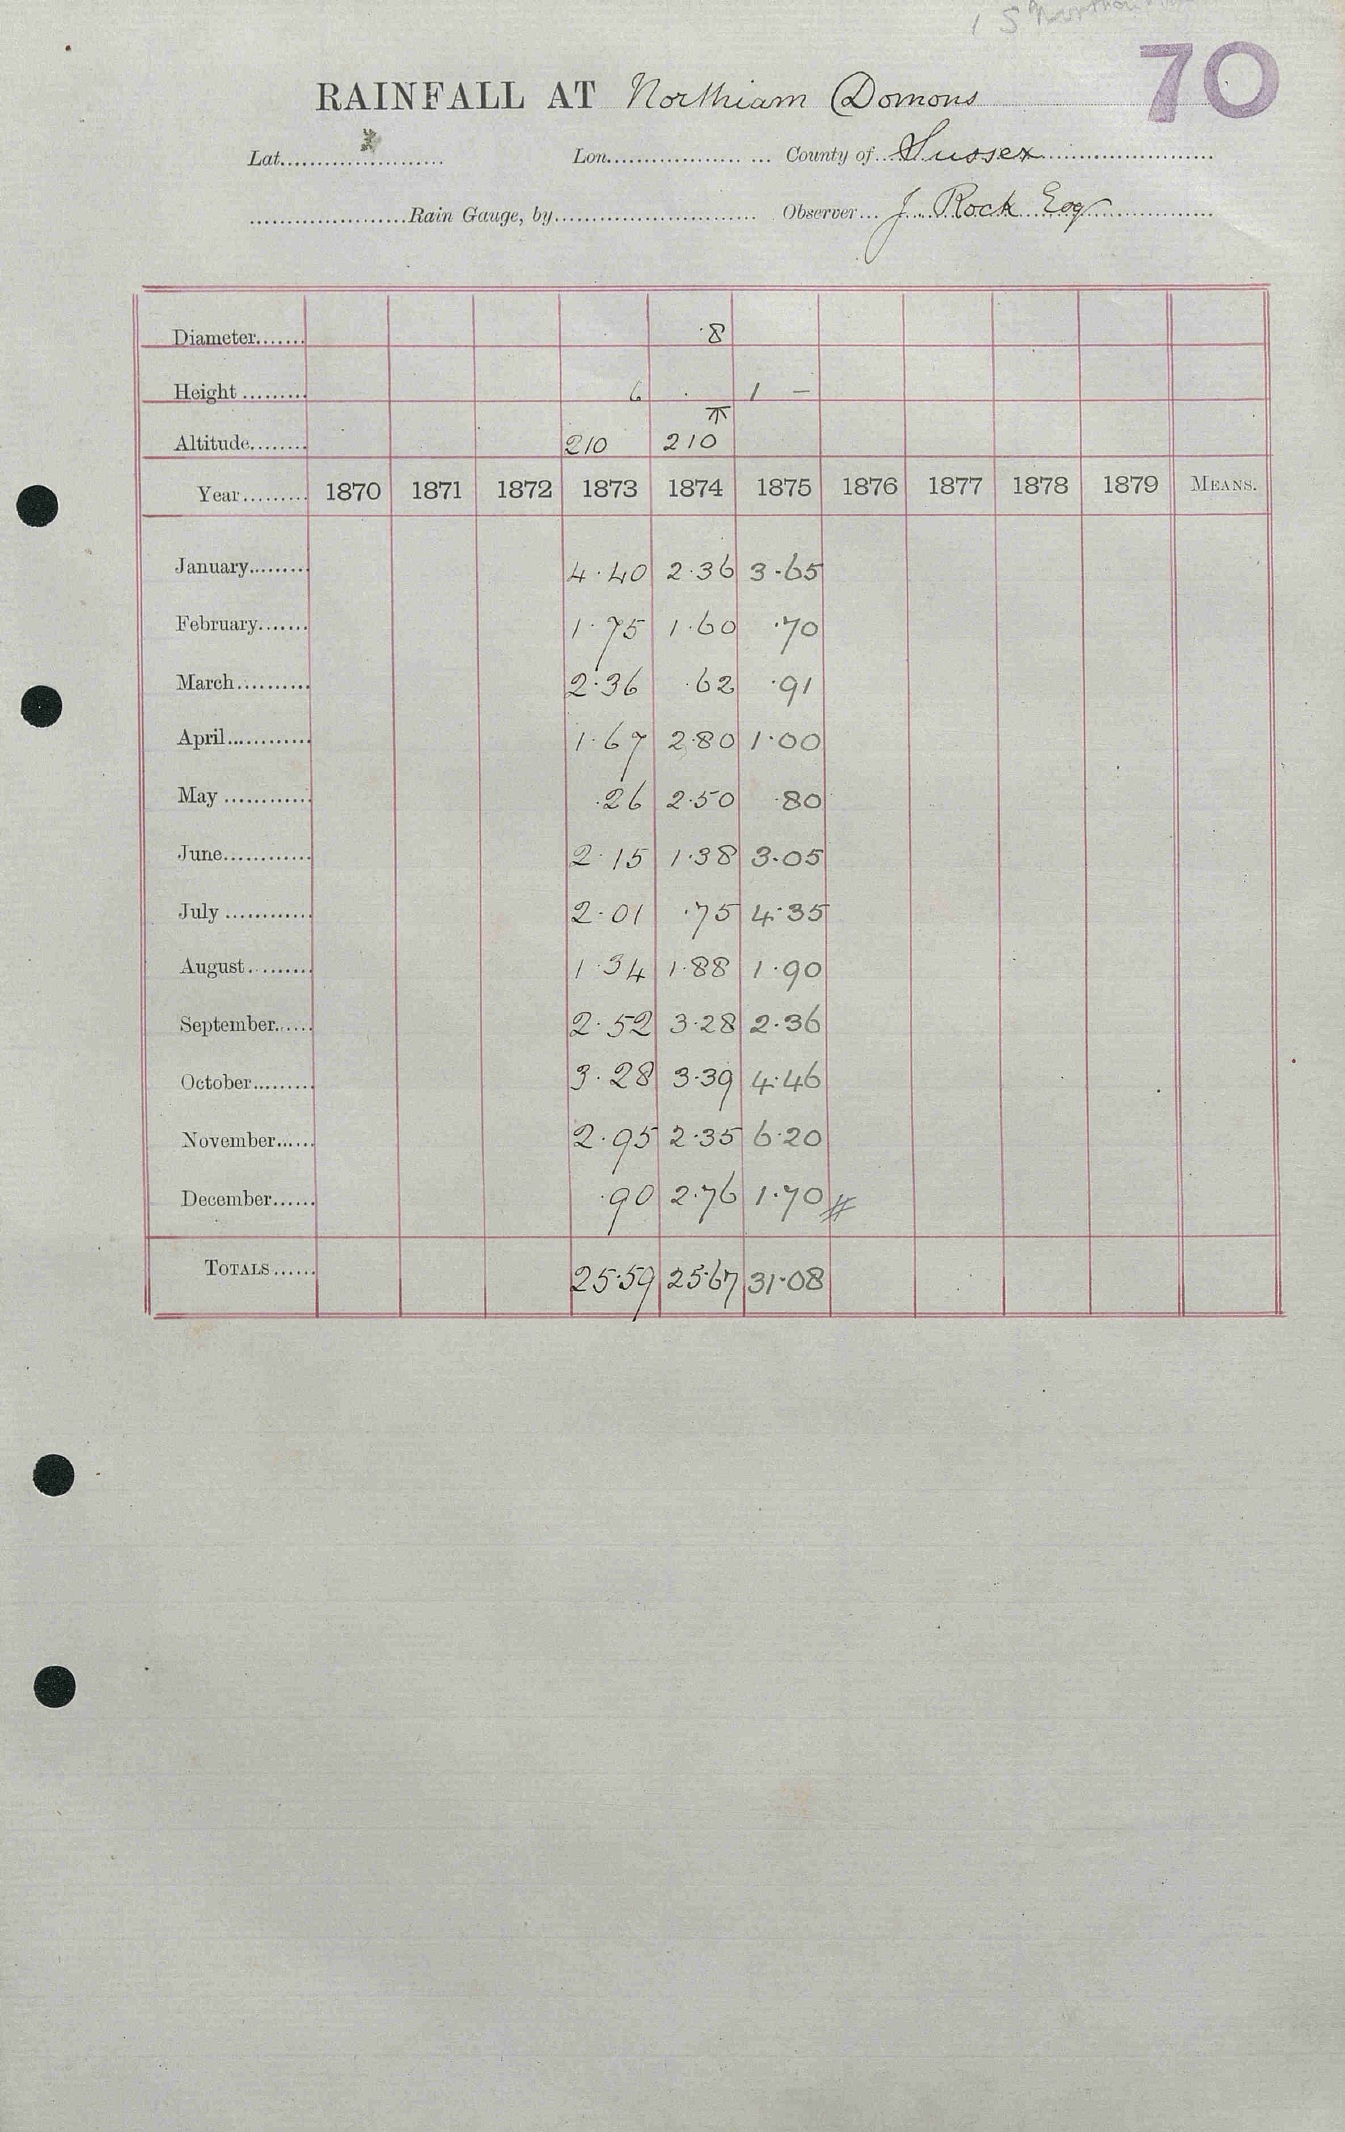 70
RAINFALL AT Northiam Domons
Lat. Lon. County of Sussex
Rain Gauge, by Observer J. Rock Esq
Diameter 8
Height 6 1 —
Altitude 210 210
Year 1870 1871 1872 1873 1874 1875 1876 1877 1878 1879 MEANS.
January 4.40 2.36 3.65
February 1.75 1.60 .70
March 2.36 .62 .91
April 1.67 2.80 1.00
May .26 2.50 .80
June 2.15 1.38 3.05
July 2.01 .75 4.35
August 1.34 1.88 1.90
September 2.52 3.28 2.36
October 3.28 3.39 4.46
November 2.95 2.35 6.20
December .90 2.76 1.70 #
TOTALS 25.59 25.67 31.08